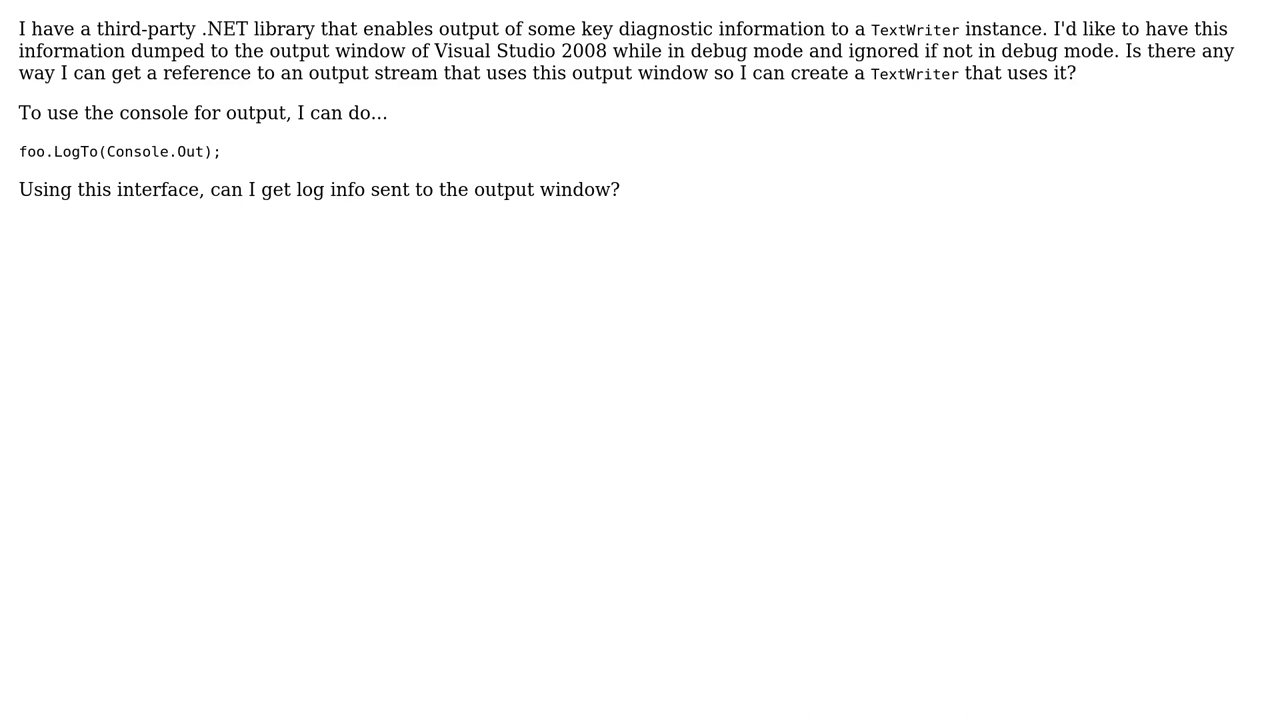 I have a third-party .NET library that enables output of some key diagnostic information to a TextWriter instance. I'd like to have this
information dumped to the output window of Visual Studio 2008 while in debug mode and ignored if not in debug mode. Is there any
way I can get a reference to an output stream that uses this output window so I can create a TextWriter that uses it?
To use the console for output, I can do...
foo.LogTo(Console.Out);
Using this interface, can I get log info sent to the output window?